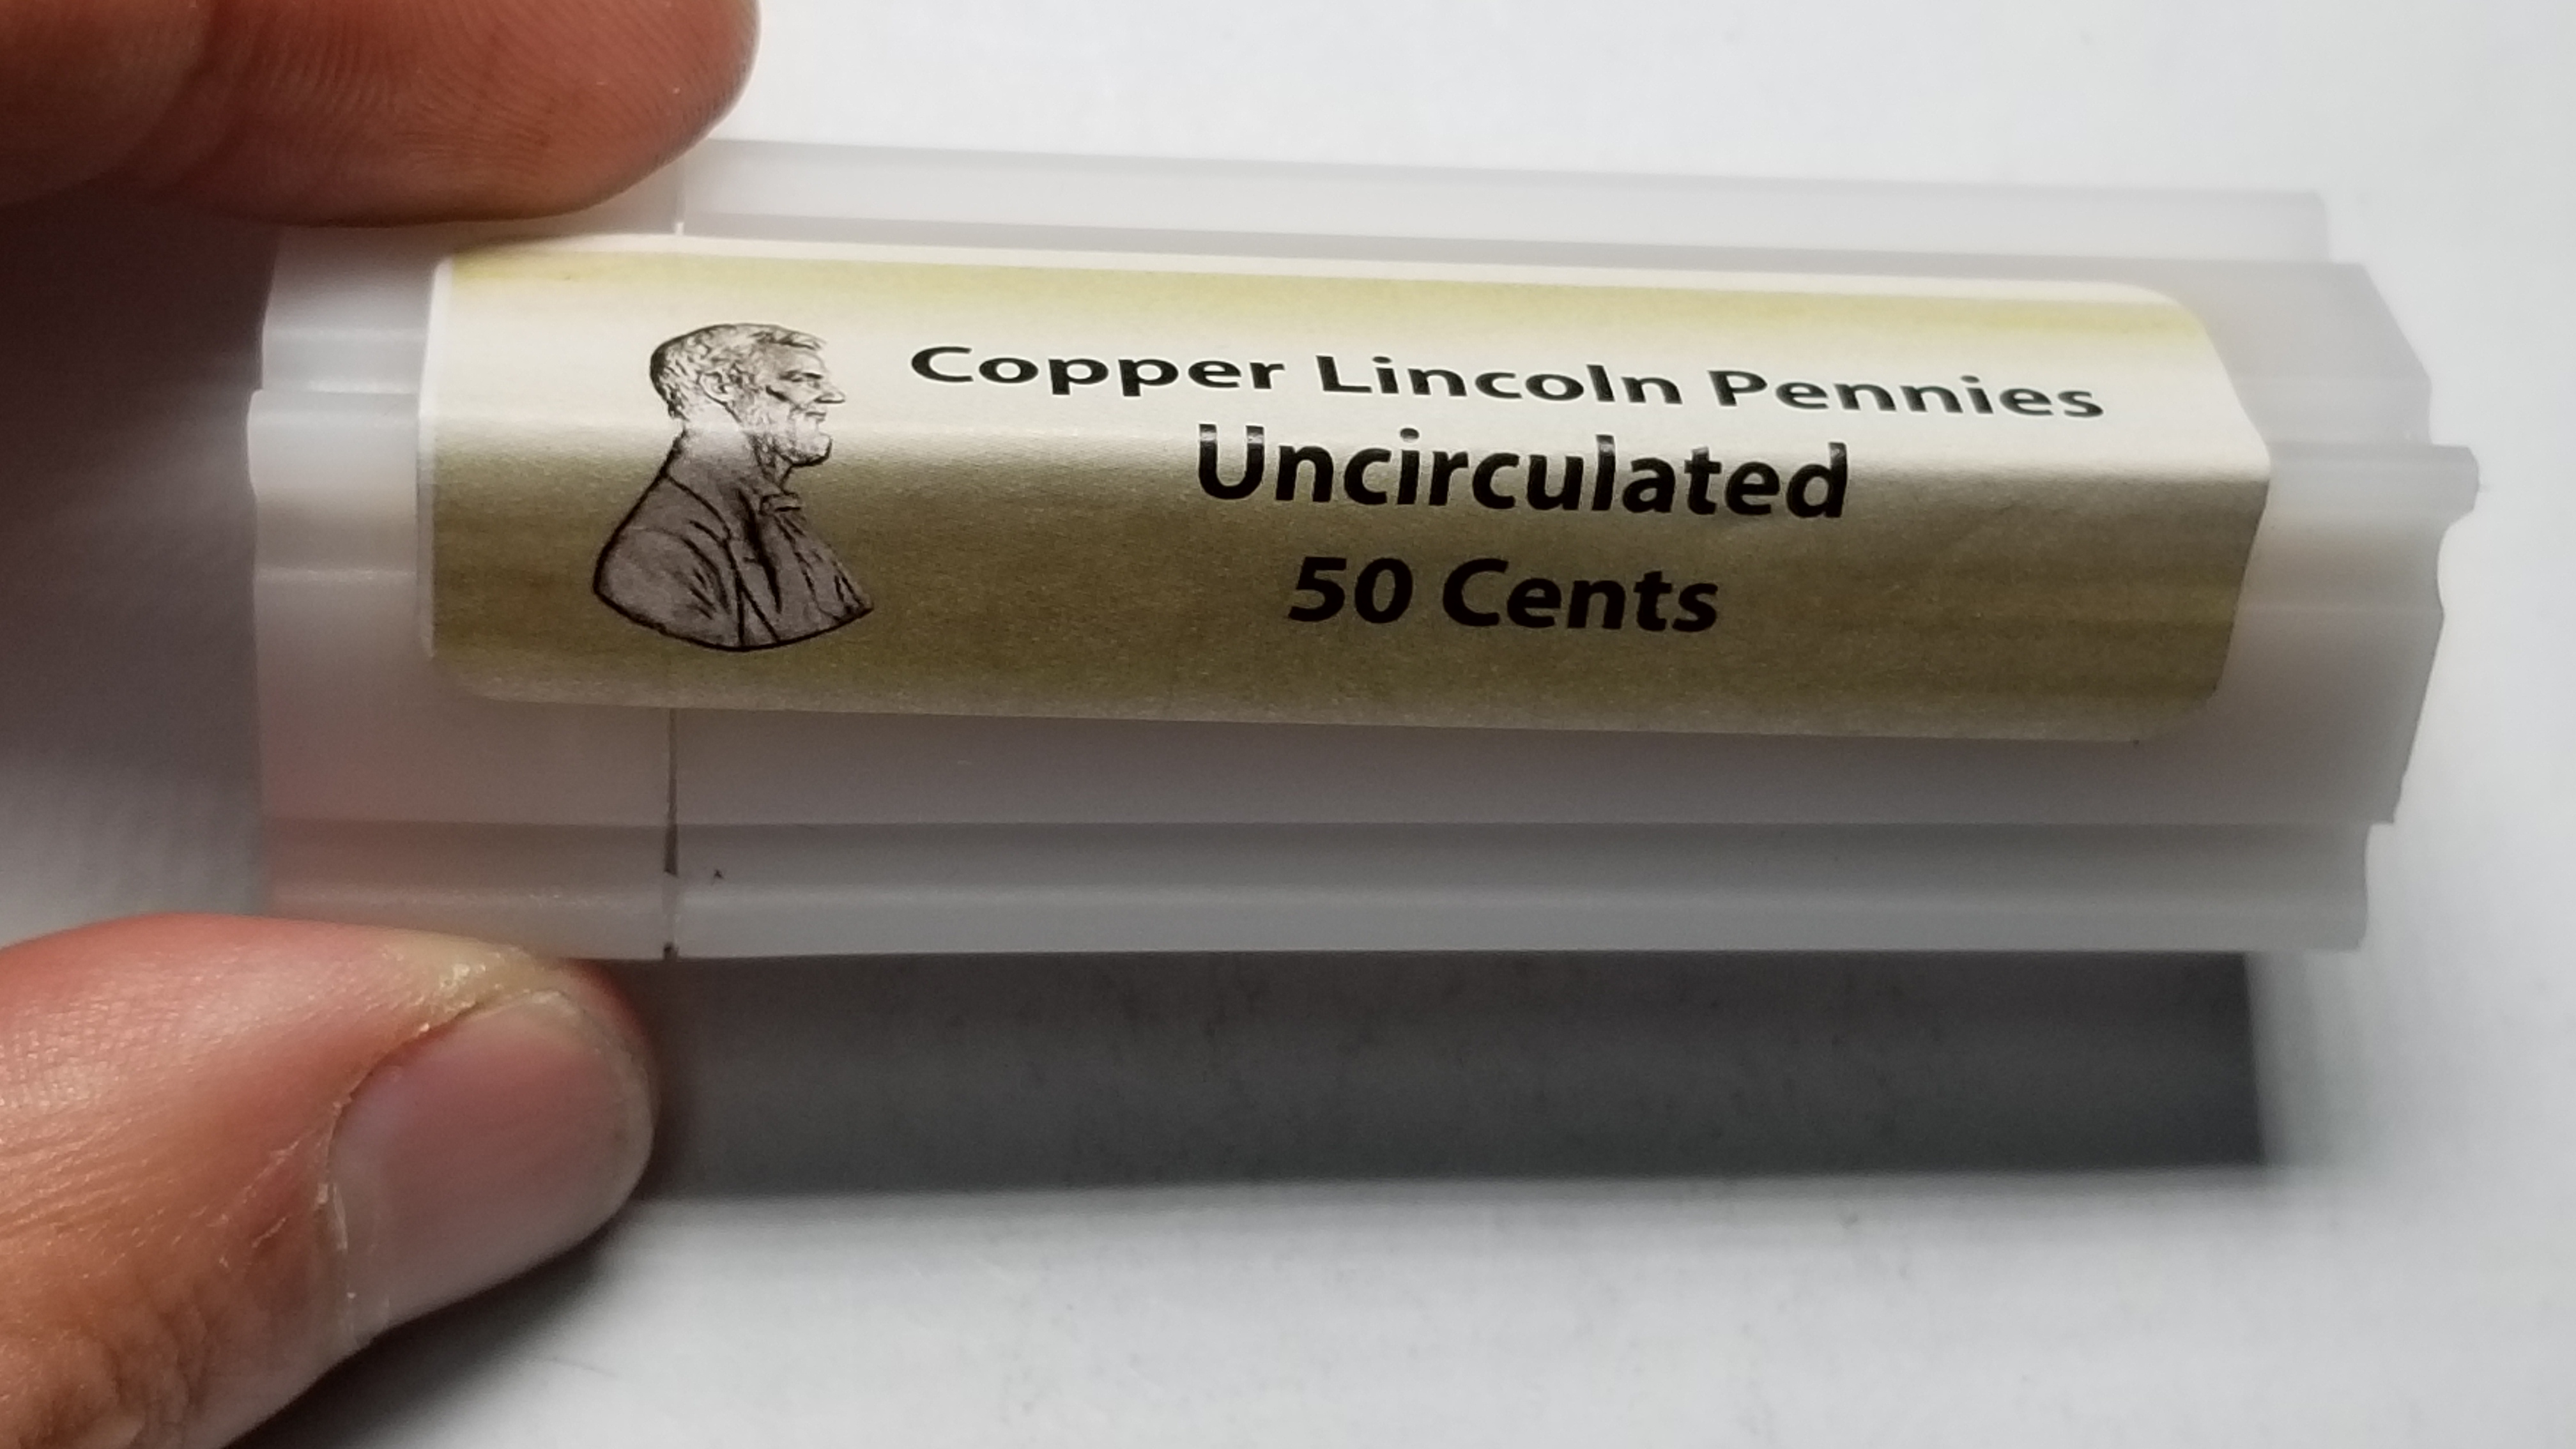 Copper Lincoln Pennies
Uncirculated
50 Cents